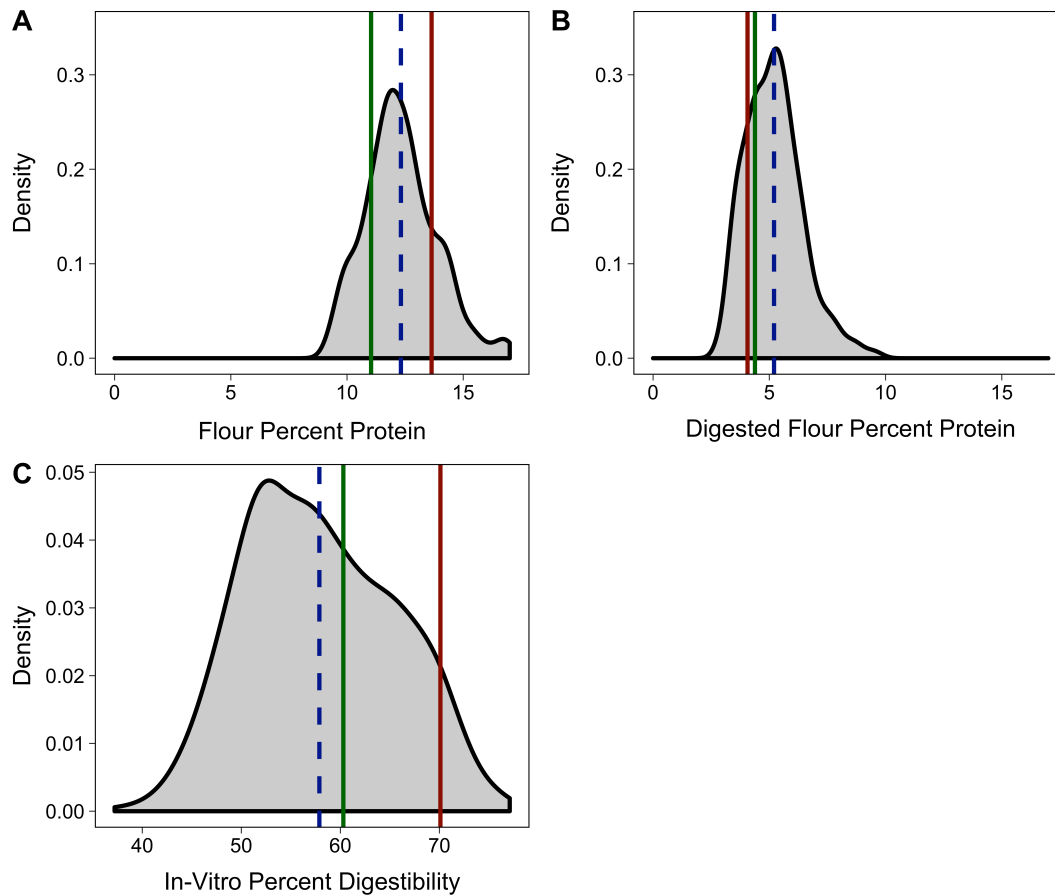 A
Density
0.3
0.2
0.1
0.0
0 5 10 15
Flour Percent Protein
B
Density
0.3
0.2
0.1
0.0
0 5 10 15
Digested Flour Percent Protein
C
Density
0.05
0.04
0.03
0.02
0.01
0.00
40 50 60 70
In-Vitro Percent Digestibility